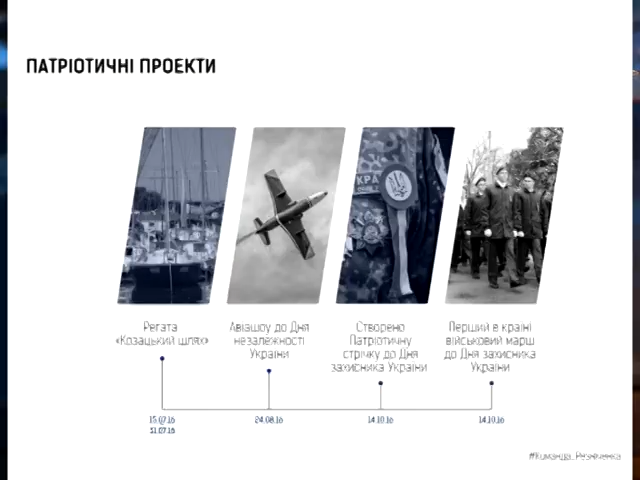 ПАТРІОТИЧНІ ПРОЕКТИ
УКРА
Регата
«Козацький шлях»
Авіашоу до Дня
незалежності
України
Створено
Патріотичну
стрічку до Дня
захисника України
Перший в країні
військовий марш
до Дня захисника
України
15.07.16
31.07.16
24.08.16
14.10.16
14.10.16